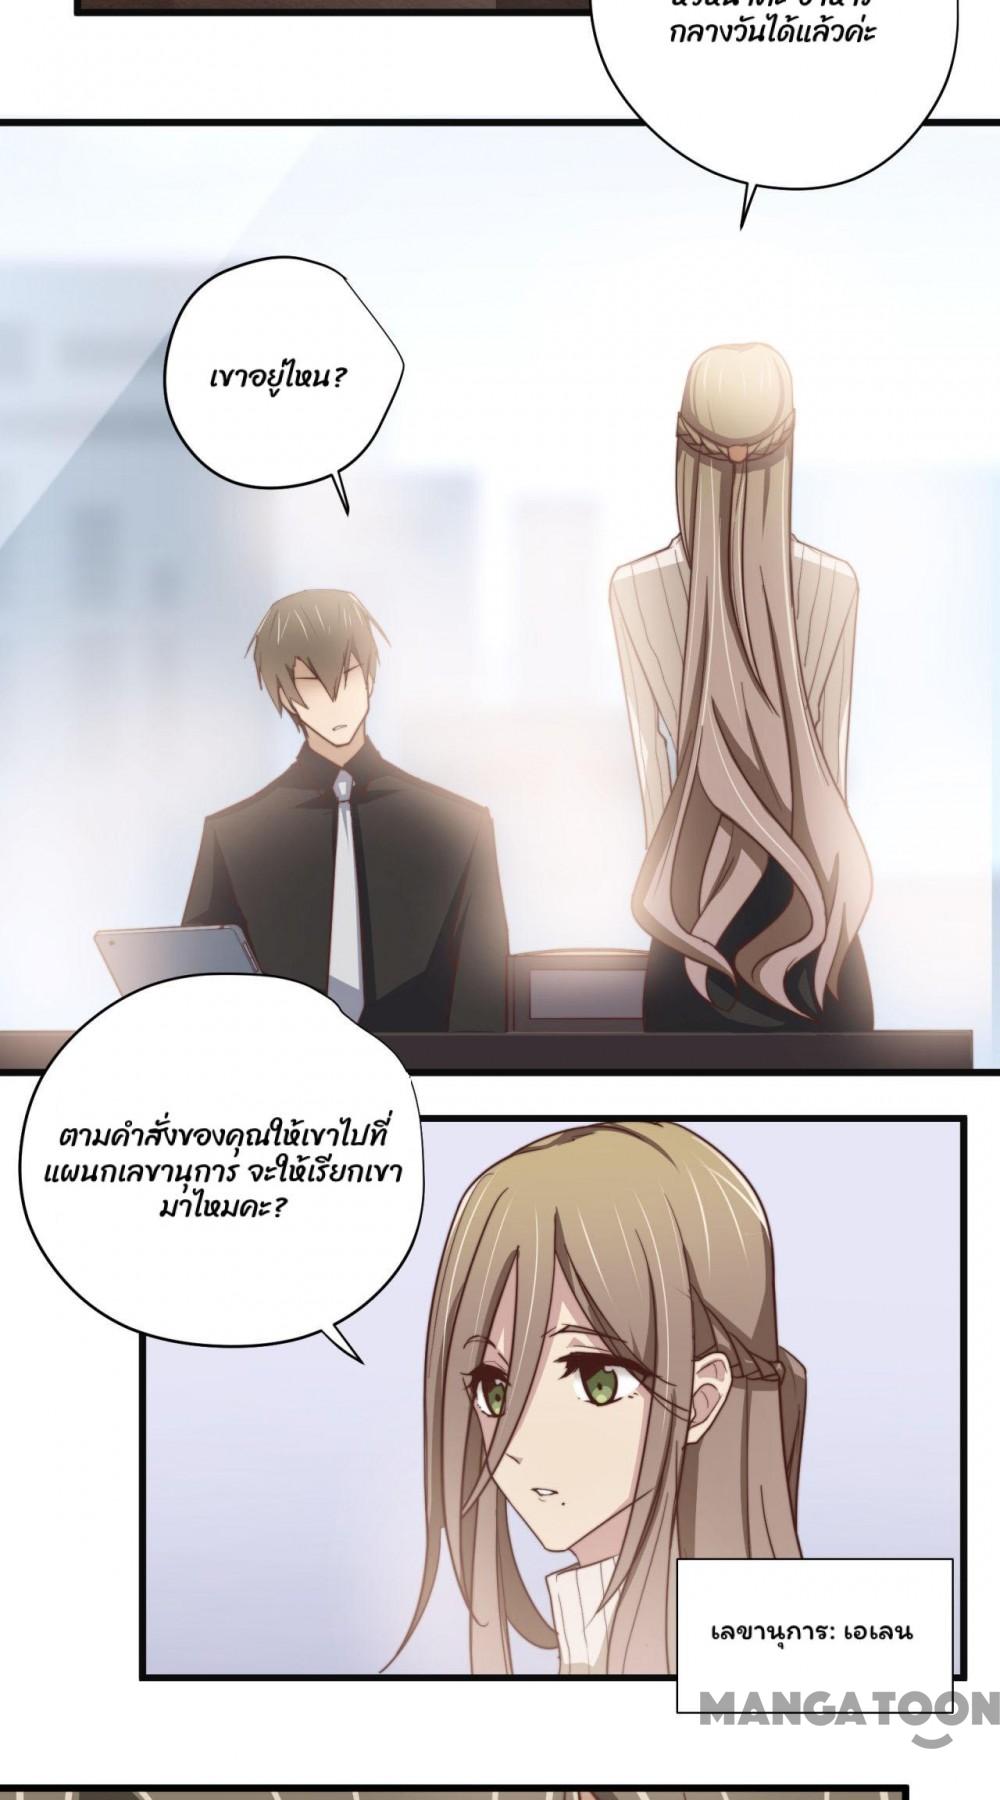 กลางวันได้แล้วค่ะ
เขาอยู่ไหน?
ตามคำสั่งของคุณให้เขาไปที่
แผนกเลขานุการ จะให้เรียกเขา
มาไหมคะ?
เลขานุการ: เอเลน
MANGATOON